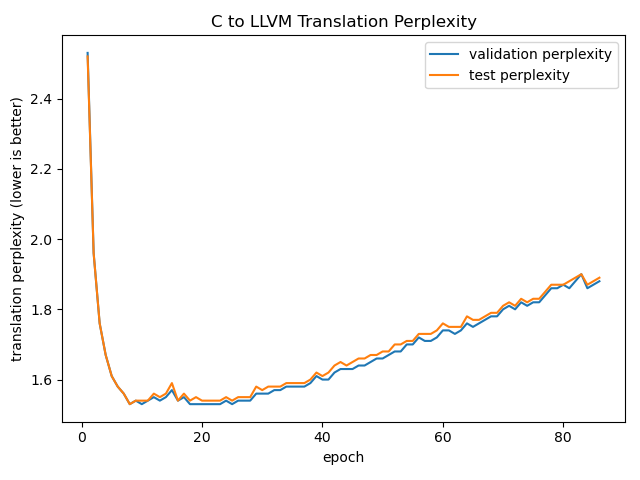 C to LLVM Translation Perplexity
validation perplexity
test perplexity
translation perplexity (lower is better)
2.4
2.2
2.0
1.8
1.6
0 20 40 60 80
epoch